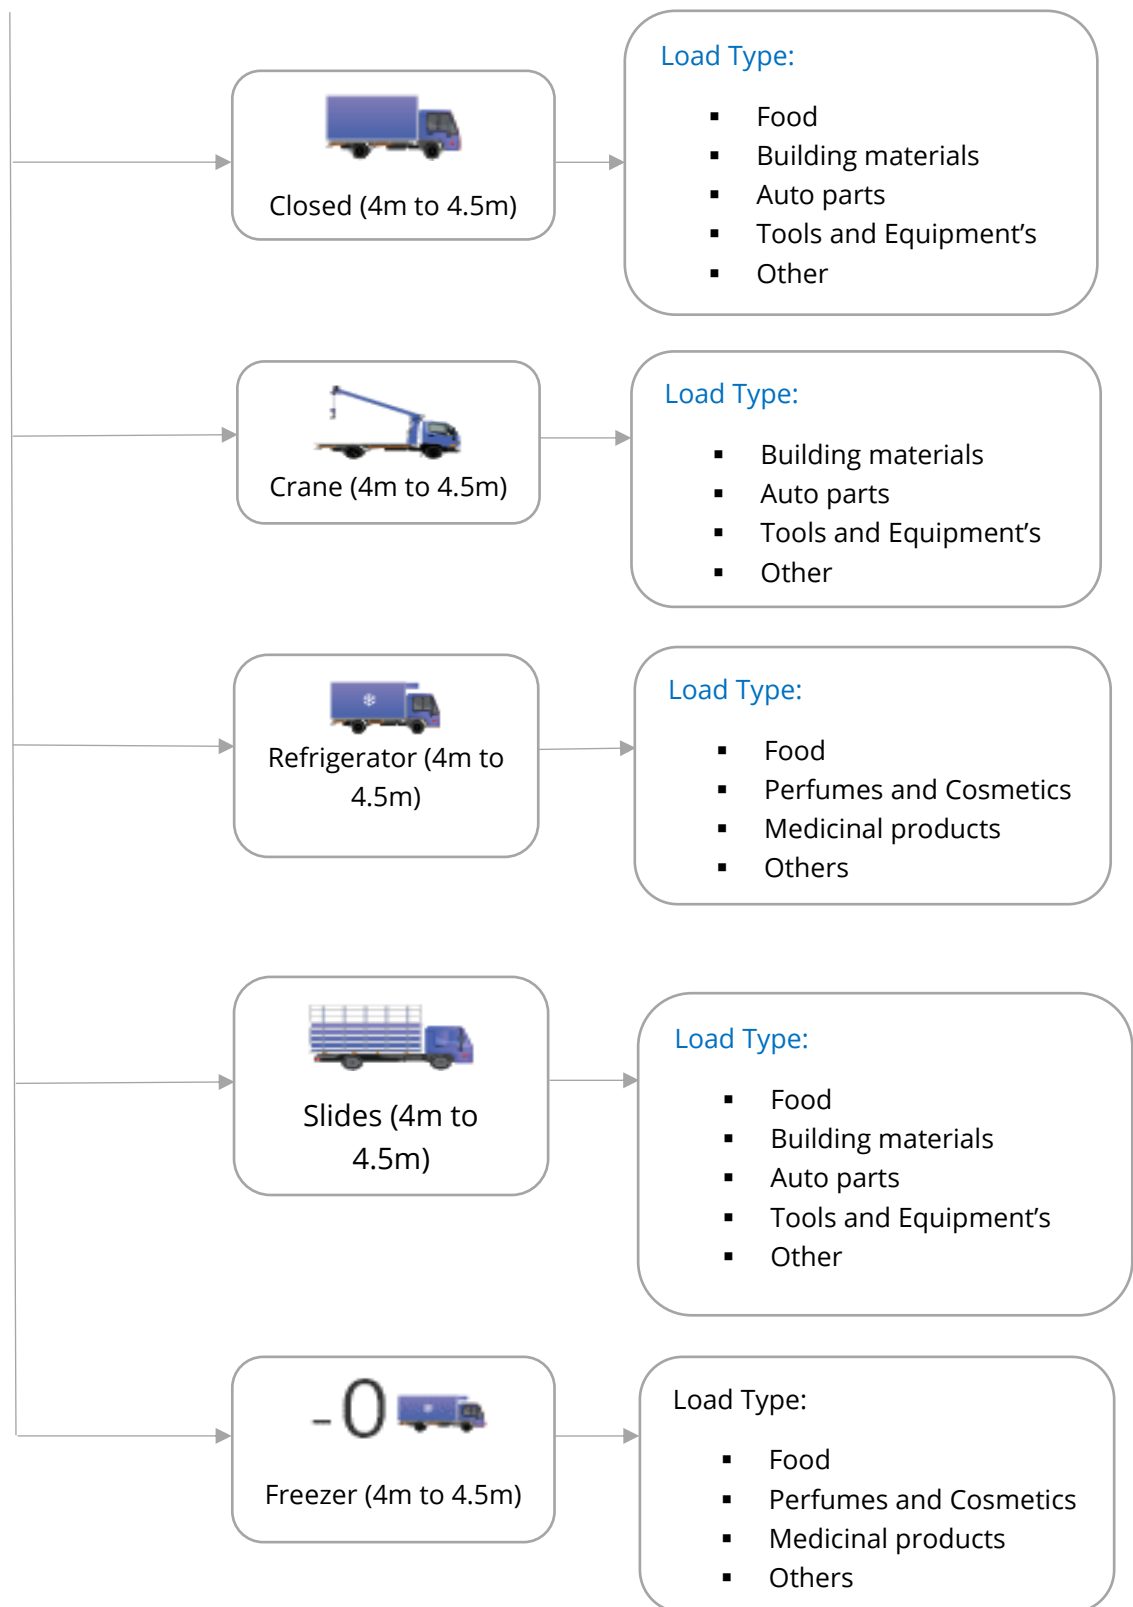 Load Type:
▪ Food
▪ Building materials
▪ Auto parts
▪ Tools and Equipment’s
▪ Other
Closed (4m to 4.5m)
Load Type:
▪ Building materials
▪ Auto parts
▪ Tools and Equipment’s
▪ Other
Crane (4m to 4.5m)
Load Type:
▪ Food
▪ Perfumes and Cosmetics
▪ Medicinal products
▪ Others
Refrigerator (4m to
4.5m)
Load Type:
▪ Food
▪ Building materials
▪ Auto parts
▪ Tools and Equipment’s
▪ Other
Slides (4m to
4.5m)
Load Type:
▪ Food
▪ Perfumes and Cosmetics
▪ Medicinal products
▪ Others
-0
Freezer (4m to 4.5m)